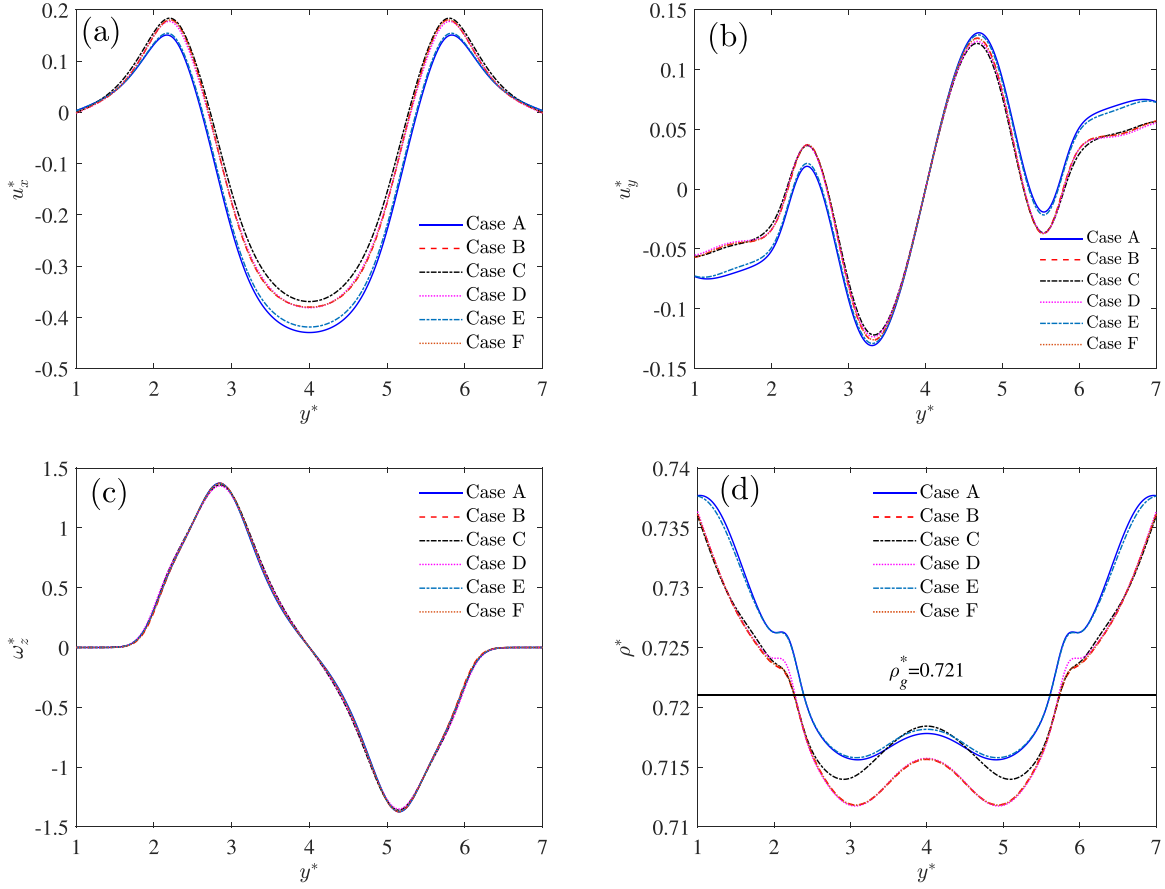 (a)
0.2
0.1
0
-0.1
-0.2
-0.3
-0.4
-0.5
u*x
Case A
Case B
Case C
Case D
Case E
Case F
1 2 3 4 5 6 7
y*
(b)
0.15
0.1
0.05
0
-0.05
-0.1
-0.15
u*y
Case A
Case B
Case C
Case D
Case E
Case F
1 2 3 4 5 6 7
y*
(c)
1.5
1
0.5
0
-0.5
-1
-1.5
ω*z
Case A
Case B
Case C
Case D
Case E
Case F
1 2 3 4 5 6 7
y*
(d)
0.74
0.735
0.73
0.725
0.72
0.715
0.71
ρ*
Case A
Case B
Case C
Case D
Case E
Case F
ρ*g=0.721
1 2 3 4 5 6 7
y*